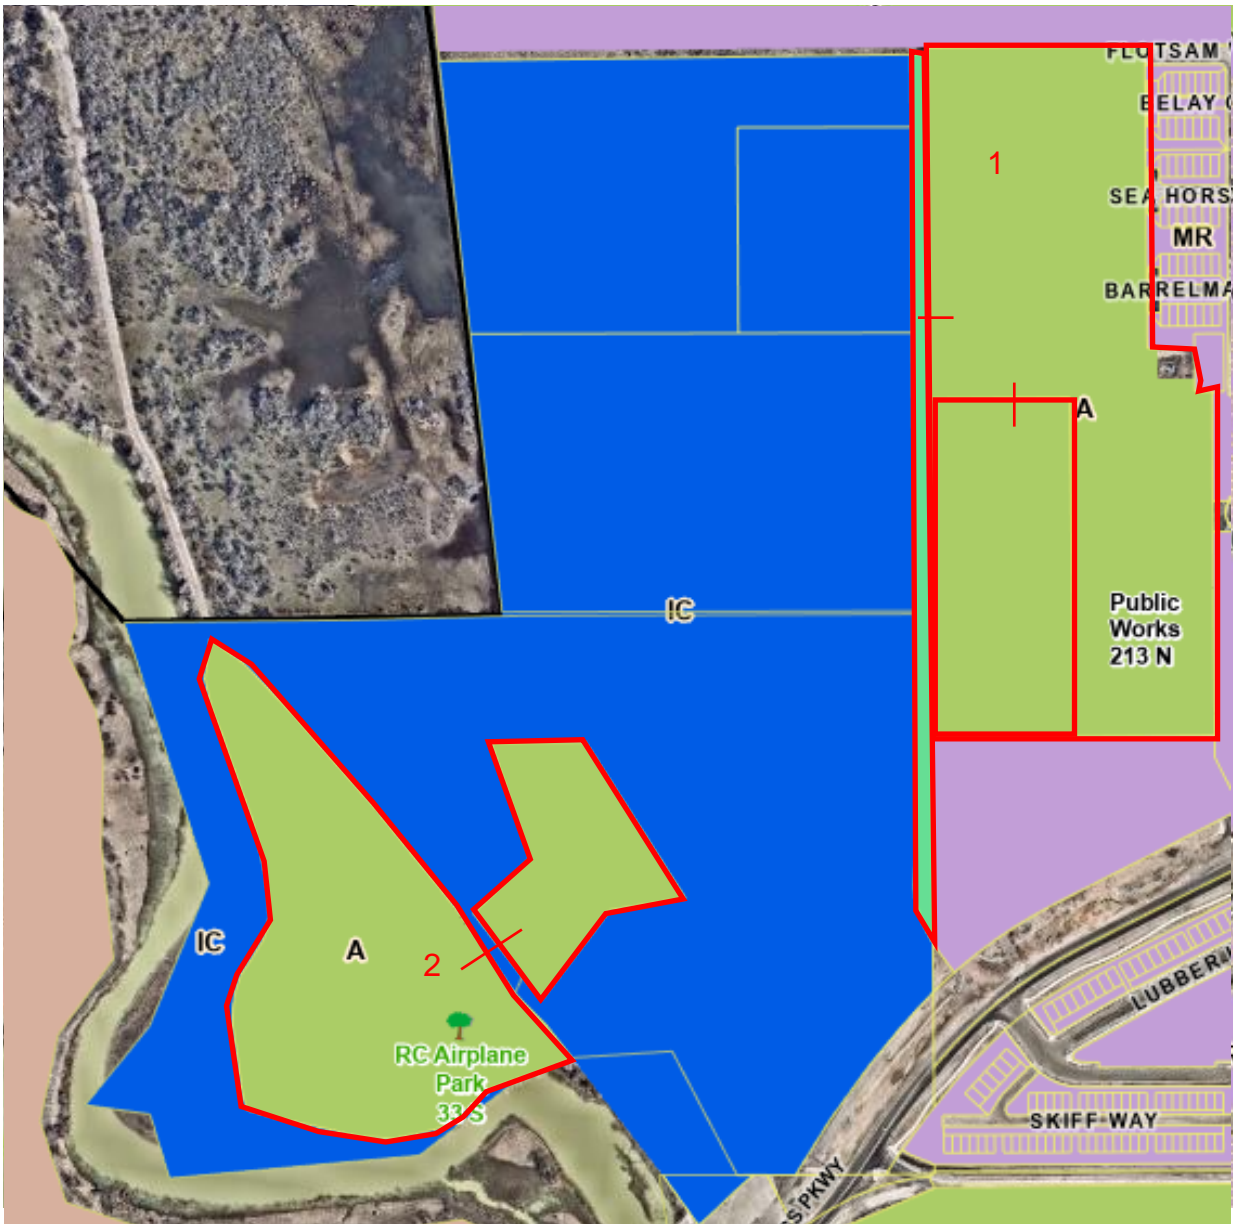 FLOTSAM
BELAY
1
SEA HORS
MR
BARRELMA
A
IC
Public
Works
213 N
IC
A
2
RC Airplane
Park
33 S
LUBBER
SKIFF WAY
S PKWY